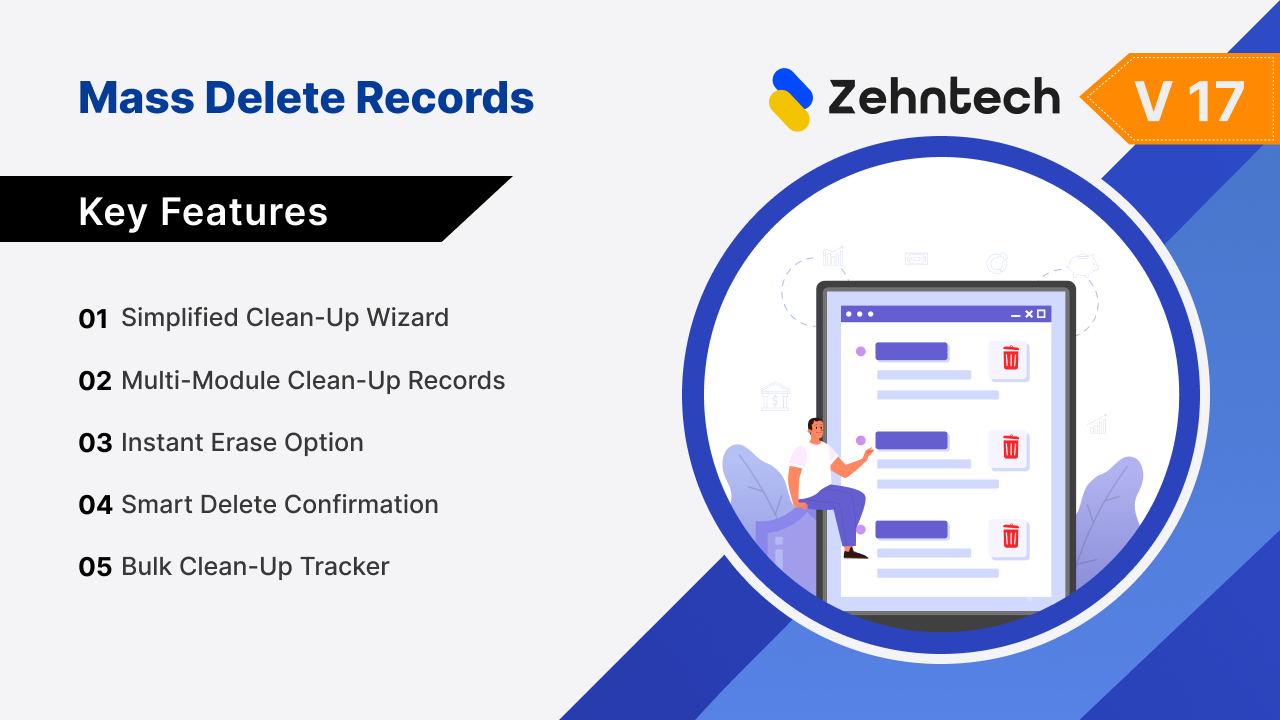 Mass Delete Records
Zehntech
V 17
Key Features
01 Simplified Clean-Up Wizard
02 Multi-Module Clean-Up Records
03 Instant Erase Option
04 Smart Delete Confirmation
05 Bulk Clean-Up Tracker
$